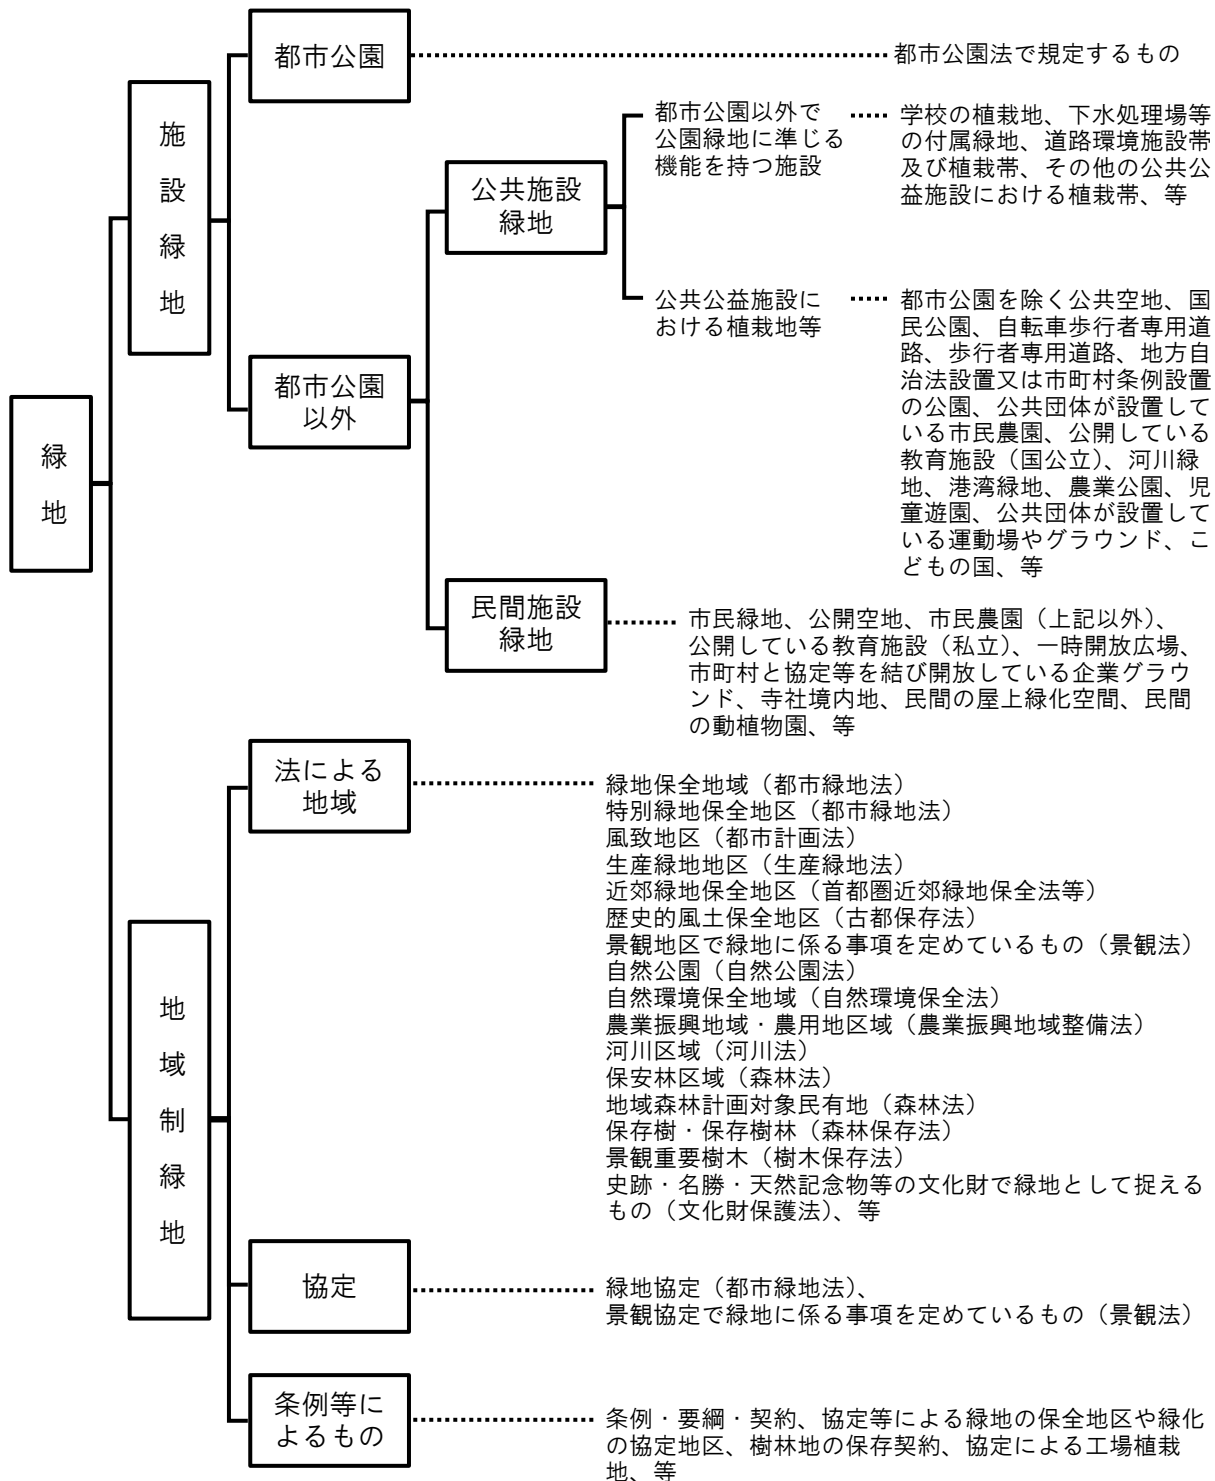 都市公園
都市公園法で規定するもの
施設緑地
都市公園以外で
公園緑地に準じる
機能を持つ施設
学校の植栽地、下水処理場等
の付属緑地、道路環境施設帯
及び植栽帯、その他の公共公
益施設における植栽帯、等
公共施設
緑地
公共公益施設に
おける植栽地等
都市公園を除く公共空地、国
民公園、自転車歩行者専用道
路、歩行者専用道路、地方自
治法設置又は市町村条例設置
の公園、公共団体が設置して
いる市民農園、公開している
教育施設（国公立）、河川緑
地、港湾緑地、農業公園、児
童遊園、公共団体が設置して
いる運動場やグラウンド、こ
どもの国、等
都市公園
以外
緑地
民間施設
緑地
市民緑地、公開空地、市民農園（上記以外）、
公開している教育施設（私立）、一時開放広場、
市町村と協定等を結び開放している企業グラウ
ンド、寺社境内地、民間の屋上緑化空間、民間
の動植物園、等
法による
地域
緑地保全地域（都市緑地法）
特別緑地保全地区（都市緑地法）
風致地区（都市計画法）
生産緑地地区（生産緑地法）
近郊緑地保全地区（首都圏近郊緑地保全法等）
歴史的風土保全地区（古都保存法）
景観地区で緑地に係る事項を定めているもの（景観法）
自然公園（自然公園法）
自然環境保全地域（自然環境保全法）
農業振興地域・農用地区域（農業振興地域整備法）
河川区域（河川法）
保安林区域（森林法）
地域森林計画対象民有地（森林法）
保存樹・保存樹林（森林保存法）
景観重要樹木（樹木保存法）
史跡・名勝・天然記念物等の文化財で緑地として捉える
もの（文化財保護法）、等
地域制緑地
協定
緑地協定（都市緑地法）、
景観協定で緑地に係る事項を定めているもの（景観法）
条例等に
よるもの
条例・要綱・契約、協定等による緑地の保全地区や緑化
の協定地区、樹林地の保存契約、協定による工場植栽
地、等